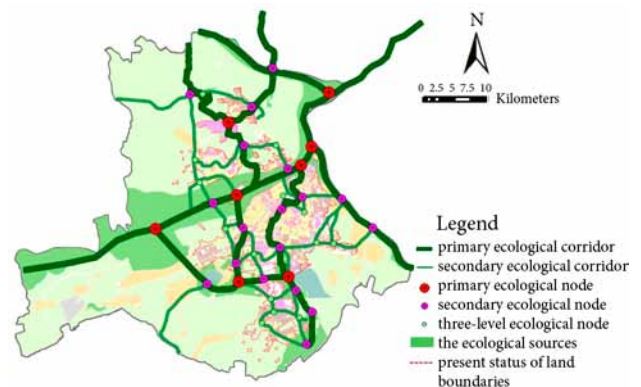 N
0 2.5 5 7.5 10
Kilometers
Legend
primary ecological corridor
secondary ecological corridor
primary ecological node
secondary ecological node
three-level ecological node
the ecological sources
present status of land
boundaries